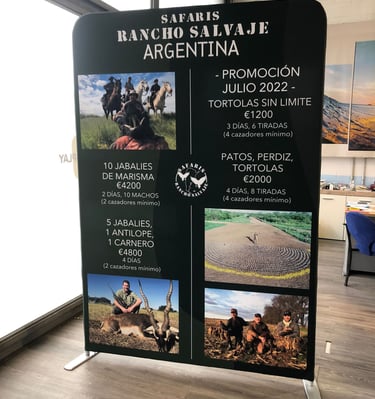 SAFARIS
RANCHO SALVAJE
ARGENTINA
- PROMOCIÓN
JULIO 2022 -
TORTOLAS SIN LIMITE
€1200
3 DÍAS, 6 TIRADAS
(4 cazadores mínimo)
10 JABALIES
DE MARISMA
€4200
2 DÍAS, 10 MACHOS
(2 cazadores mínimo)
SAFARIS
RANCHO SALVAJE
PATOS, PERDIZ,
TORTOLAS
€2000
4 DÍAS, 8 TIRADAS
(4 cazadores mínimo)
5 JABALIES,
1 ANTILOPE,
1 CARNERO
€4800
4 DÍAS
(2 cazadores mínimo)